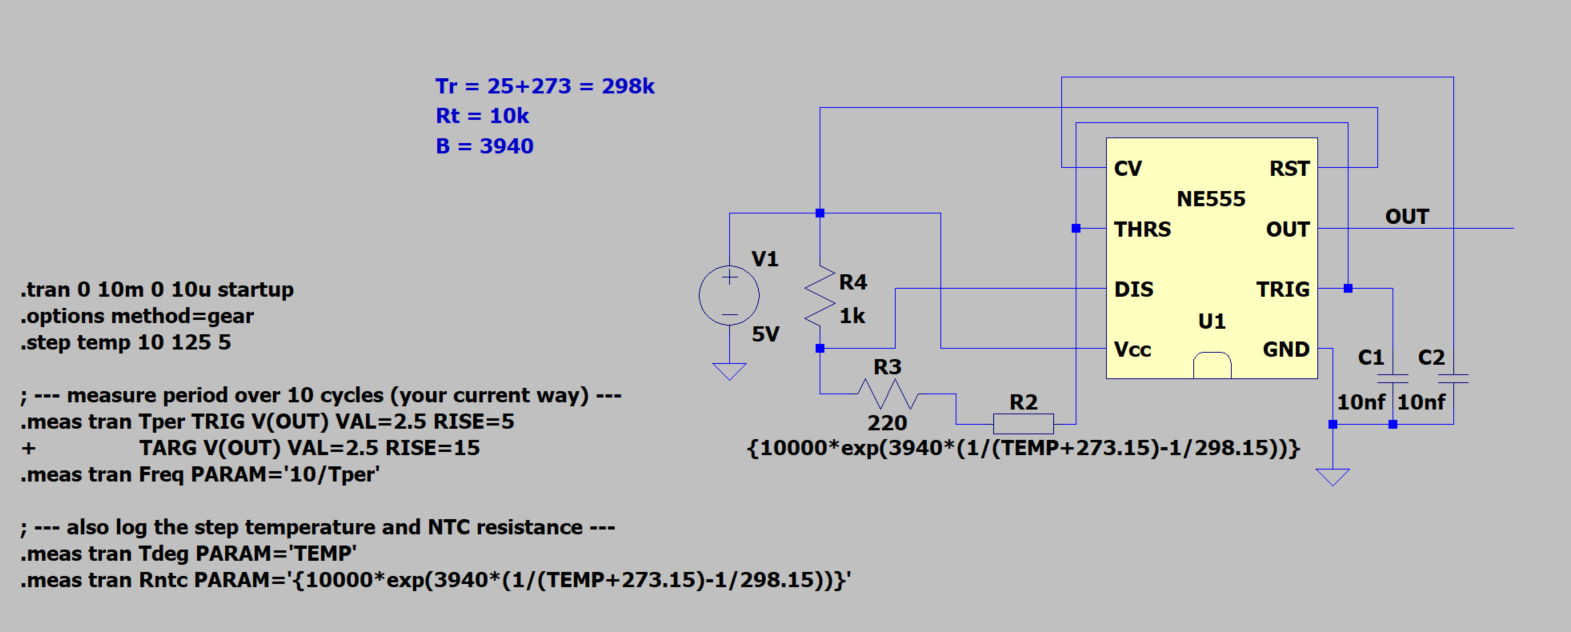 Tr = 25+273 = 298k
Rt = 10k
B = 3940
.tran 0 10m 0 10u startup
.options method=gear
.step temp 10 125 5
; --- measure period over 10 cycles (your current way) ---
.meas tran Tper TRIG V(OUT) VAL=2.5 RISE=5
+ TARG V(OUT) VAL=2.5 RISE=15
.meas tran Freq PARAM='10/Tper'
; --- also log the step temperature and NTC resistance ---
.meas tran Tdeg PARAM='TEMP'
.meas tran Rntc PARAM='{10000*exp(3940*(1/(TEMP+273.15)-1/298.15))}'
V1
5V
R4
1k
R3
220
R2
{10000*exp(3940*(1/(TEMP+273.15)-1/298.15))}
CV
RST
NE555
THRS
OUT
DIS
TRIG
U1
Vcc
GND
OUT
C1
10nf
C2
10nf